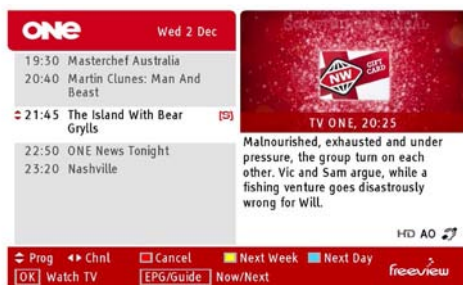 ONE Wed 2 Dec
19:30 Masterchef Australia
20:40 Martin Clunes: Man And
Beast
21:45 The Island With Bear [S]
Grylls
22:50 ONE News Tonight
23:20 Nashville
NW GIFT
CARD
TV ONE, 20:25
Malnourished, exhausted and under
pressure, the group turn on each
other. Vic and Sam argue, while a
fishing venture goes disastrously
wrong for Will.
HD AO
Prog Chnl Cancel Next Week Next Day
OK Watch TV EPG/Guide Now/Next
freeview